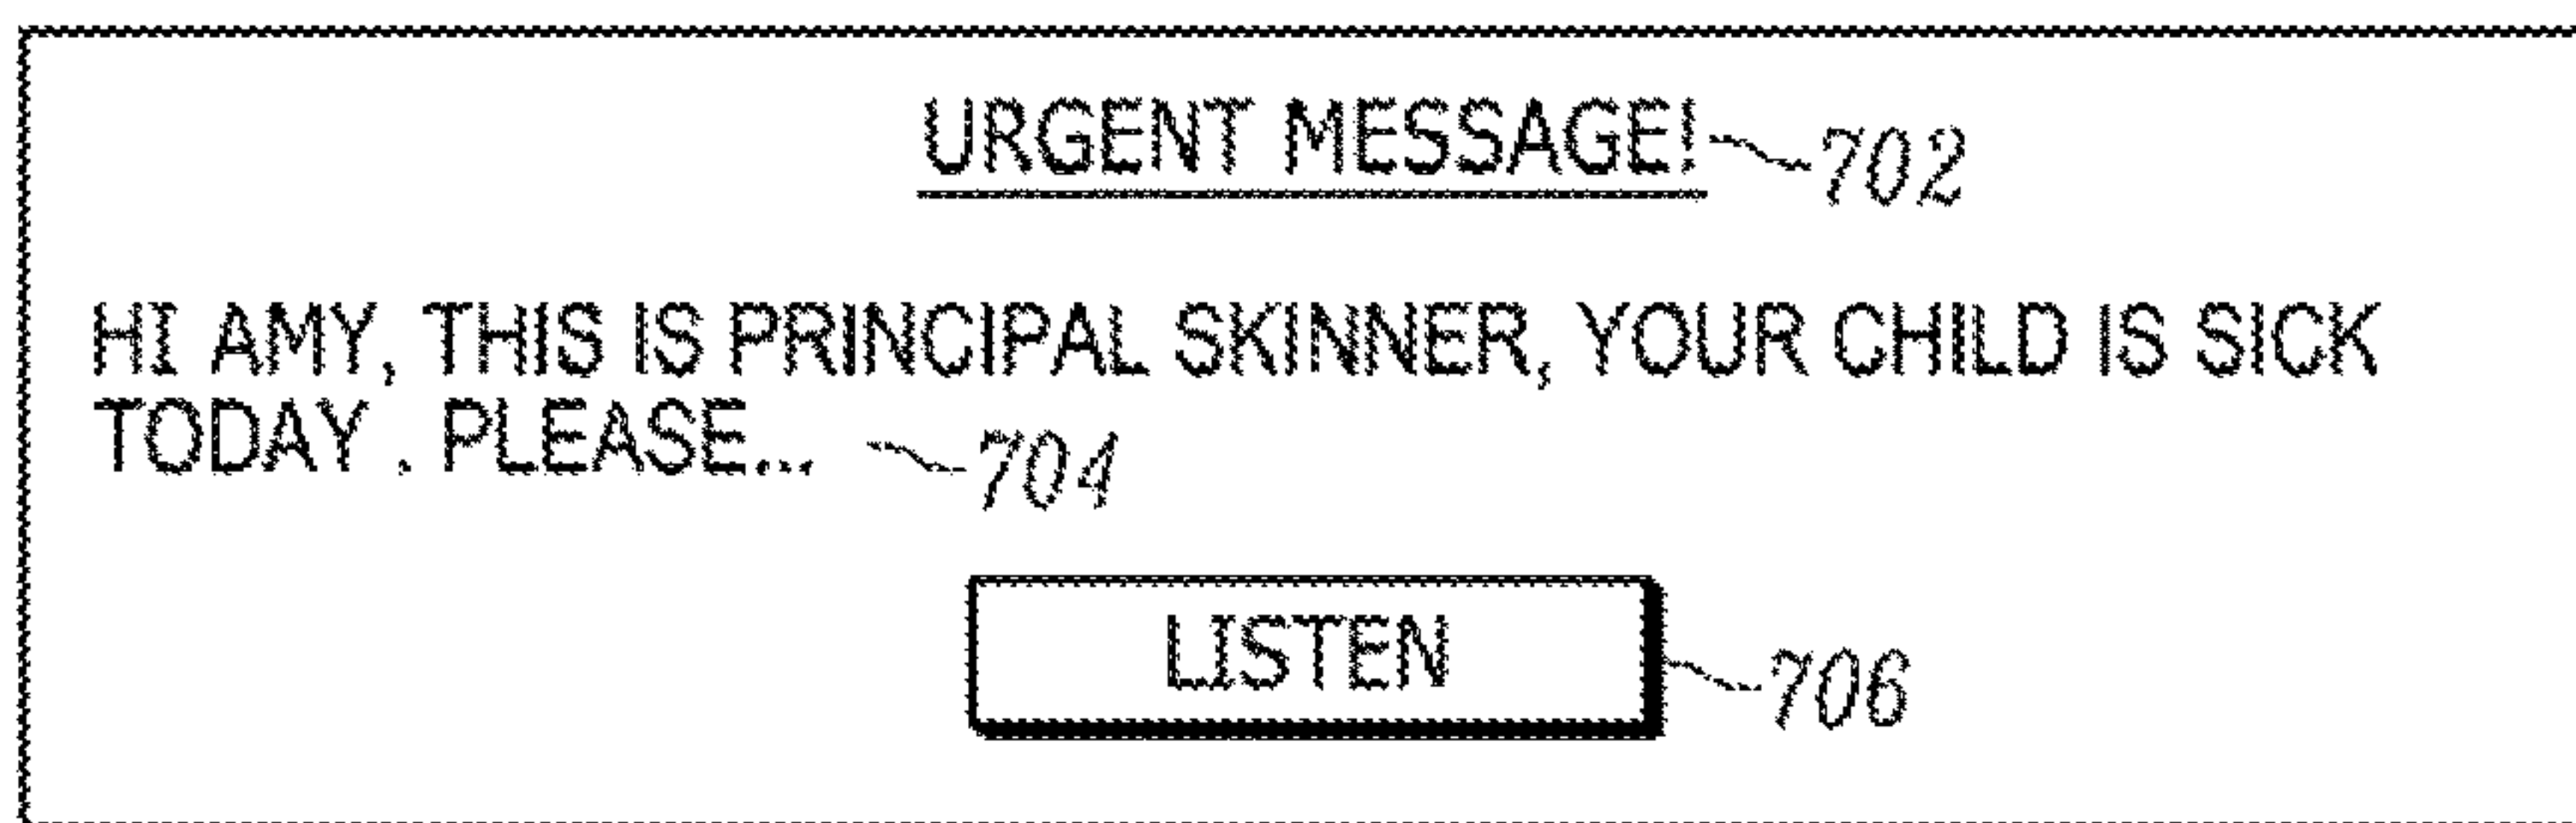 URGENT MESSAGE! 702
HI AMY, THIS IS PRINCIPAL SKINNER, YOUR CHILD IS SICK
TODAY . PLEASE... 704
LISTEN 706